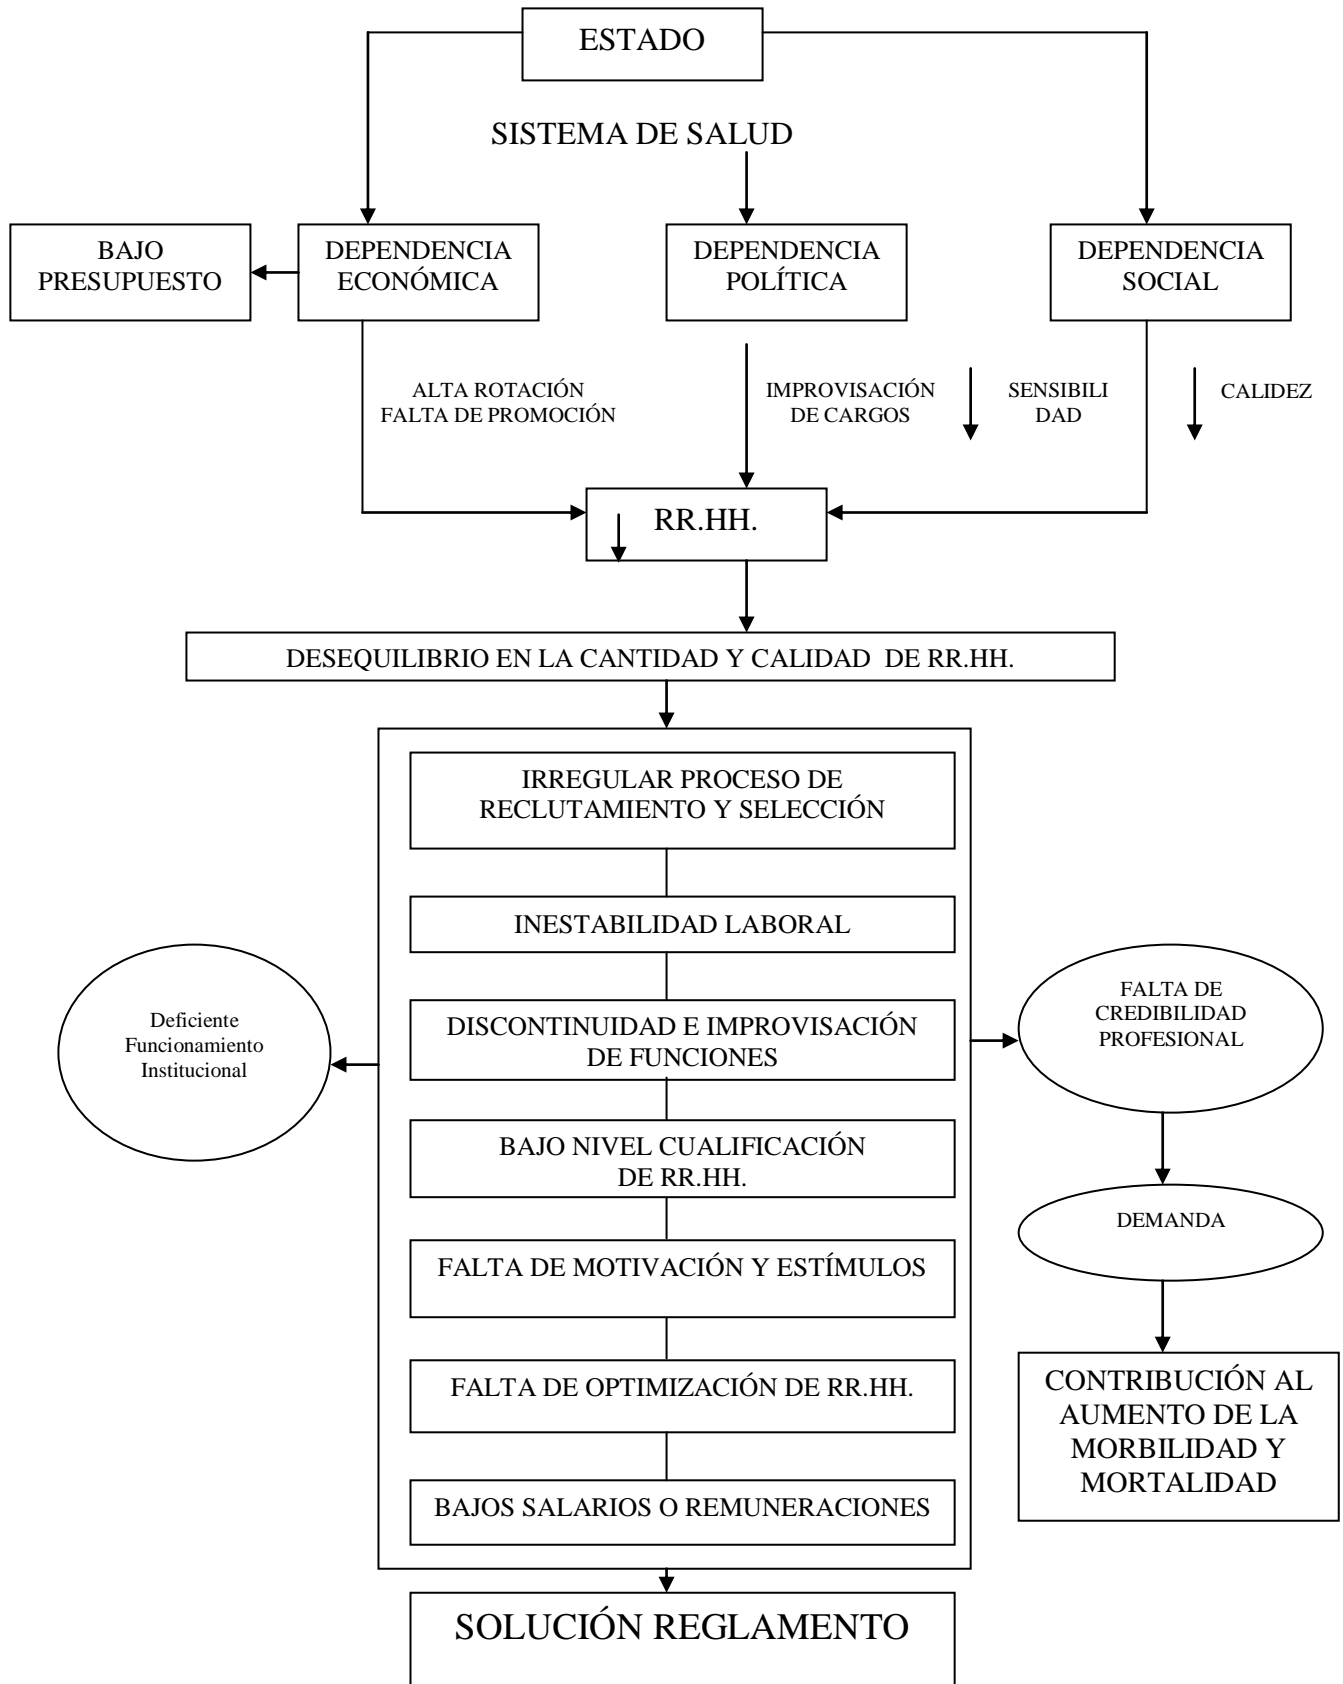 ESTADO
SISTEMA DE SALUD
BAJO
PRESUPUESTO
DEPENDENCIA
ECONÓMICA
DEPENDENCIA
POLÍTICA
DEPENDENCIA
SOCIAL
ALTA ROTACIÓN
FALTA DE PROMOCIÓN
IMPROVISACIÓN
DE CARGOS
SENSIBILI
DAD
CALIDEZ
RR.HH.
DESEQUILIBRIO EN LA CANTIDAD Y CALIDAD DE RR.HH.
IRREGULAR PROCESO DE
RECLUTAMIENTO Y SELECCIÓN
INESTABILIDAD LABORAL
DISCONTINUIDAD E IMPROVISACIÓN
DE FUNCIONES
BAJO NIVEL CUALIFICACIÓN
DE RR.HH.
FALTA DE MOTIVACIÓN Y ESTÍMULOS
FALTA DE OPTIMIZACIÓN DE RR.HH.
BAJOS SALARIOS O REMUNERACIONES
Deficiente
Funcionamiento
Institucional
FALTA DE
CREDIBILIDAD
PROFESIONAL
DEMANDA
CONTRIBUCIÓN AL
AUMENTO DE LA
MORBILIDAD Y
MORTALIDAD
SOLUCIÓN REGLAMENTO